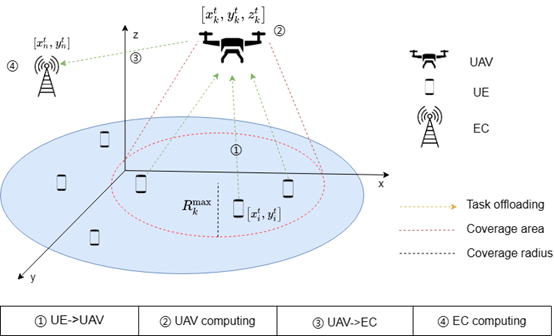 [x_k^t, y_k^t, z_k^t]
②
z
[x_n^t, y_n^t]
③
④
UAV
UE
①
EC
x
R_k^max
[x_i^t, y_i^t]
Task offloading
Coverage area
Coverage radius
y
① UE->UAV ② UAV computing ③ UAV->EC ④ EC computing